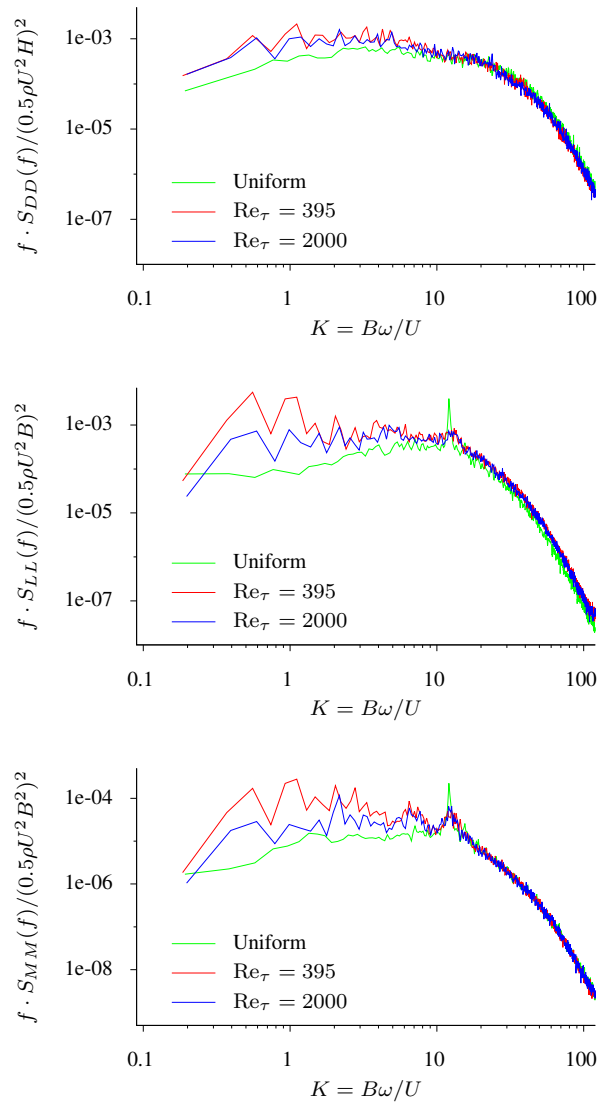 f · S_DD(f)/(0.5ρU²H)²
1e-03
1e-05
1e-07
Uniform
Re_τ = 395
Re_τ = 2000
0.1 1 10 100
K = Bω/U
f · S_LL(f)/(0.5ρU²B)²
1e-03
1e-05
1e-07
Uniform
Re_τ = 395
Re_τ = 2000
0.1 1 10 100
K = Bω/U
f · S_MM(f)/(0.5ρU²B²)²
1e-04
1e-06
1e-08
Uniform
Re_τ = 395
Re_τ = 2000
0.1 1 10 100
K = Bω/U